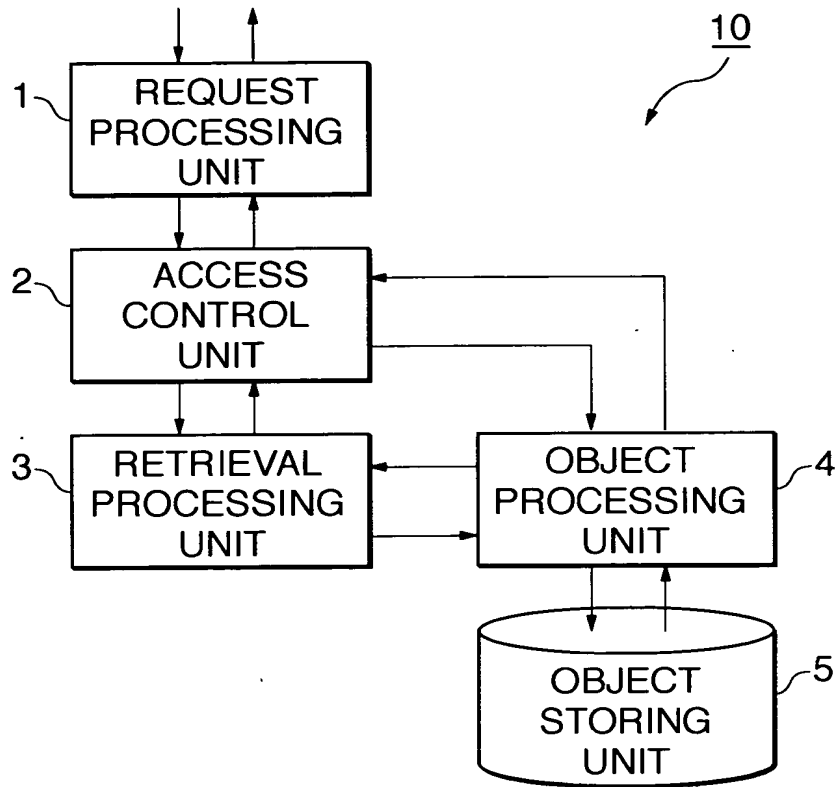 10
1
REQUEST
PROCESSING
UNIT
2
ACCESS
CONTROL
UNIT
3
RETRIEVAL
PROCESSING
UNIT
OBJECT
PROCESSING
UNIT
4
OBJECT
STORING
UNIT
5